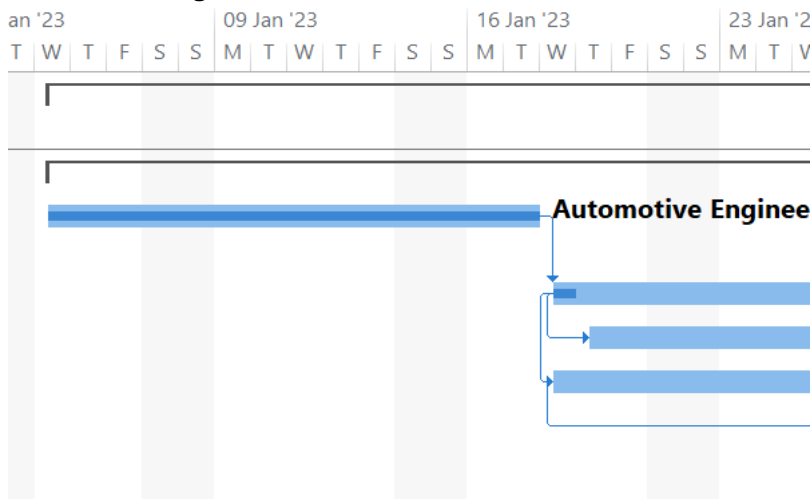 an '23 09 Jan '23 16 Jan '23 23 Jan '2
T W T F S S M T W T F S S M T W T F S S M T W
Automotive Enginee